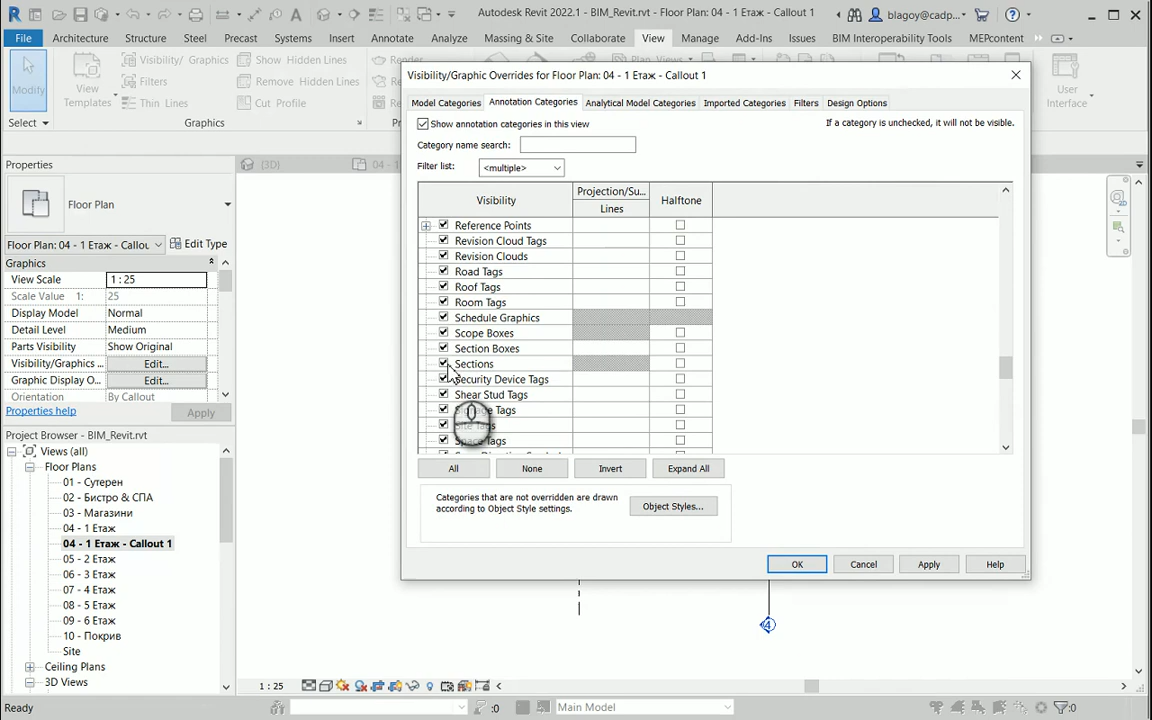 Autodesk Revit 2022.1 - BIM_Revit.rvt - Floor Plan: 04 - 1 Етаж - Callout 1
blagoy@cadp...
File Architecture Structure Steel Precast Systems Insert Annotate Analyze Massing & Site Collaborate View Manage Add-Ins Issues BIM Interoperability Tools MEPcontent
Modify
View Templates
Visibility/ Graphics
Filters
Thin Lines
Show Hidden Lines
Remove Hidden Lines
Cut Profile
Render
User Interface
Select
Graphics
Properties
Floor Plan
Floor Plan: 04 - 1 Етаж - Callou
Edit Type
Graphics
View Scale 1 : 25
Scale Value 1: 25
Display Model Normal
Detail Level Medium
Parts Visibility Show Original
Visibility/Graphics ... Edit...
Graphic Display O... Edit...
Orientation By Callout
Properties help
Apply
Project Browser - BIM_Revit.rvt
Views (all)
Floor Plans
01 - Сутерен
02 - Бистро & СПА
03 - Магазини
04 - 1 Етаж
04 - 1 Етаж - Callout 1
05 - 2 Етаж
06 - 3 Етаж
07 - 4 Етаж
08 - 5 Етаж
09 - 6 Етаж
10 - Покрив
Site
Ceiling Plans
3D Views
(3D)
04 - 1
Visibility/Graphic Overrides for Floor Plan: 04 - 1 Етаж - Callout 1
Model Categories Annotation Categories Analytical Model Categories Imported Categories Filters Design Options
Show annotation categories in this view
If a category is unchecked, it will not be visible.
Category name search:
Filter list: <multiple>
Visibility
Projection/Su...
Lines
Halftone
Reference Points
Revision Cloud Tags
Revision Clouds
Road Tags
Roof Tags
Room Tags
Schedule Graphics
Scope Boxes
Section Boxes
Sections
Security Device Tags
Shear Stud Tags
Signage Tags
Site Tags
Space Tags
All None Invert Expand All
Categories that are not overridden are drawn
according to Object Style settings.
Object Styles...
OK Cancel Apply Help
4
1 : 25
Ready
:0
Main Model
:0